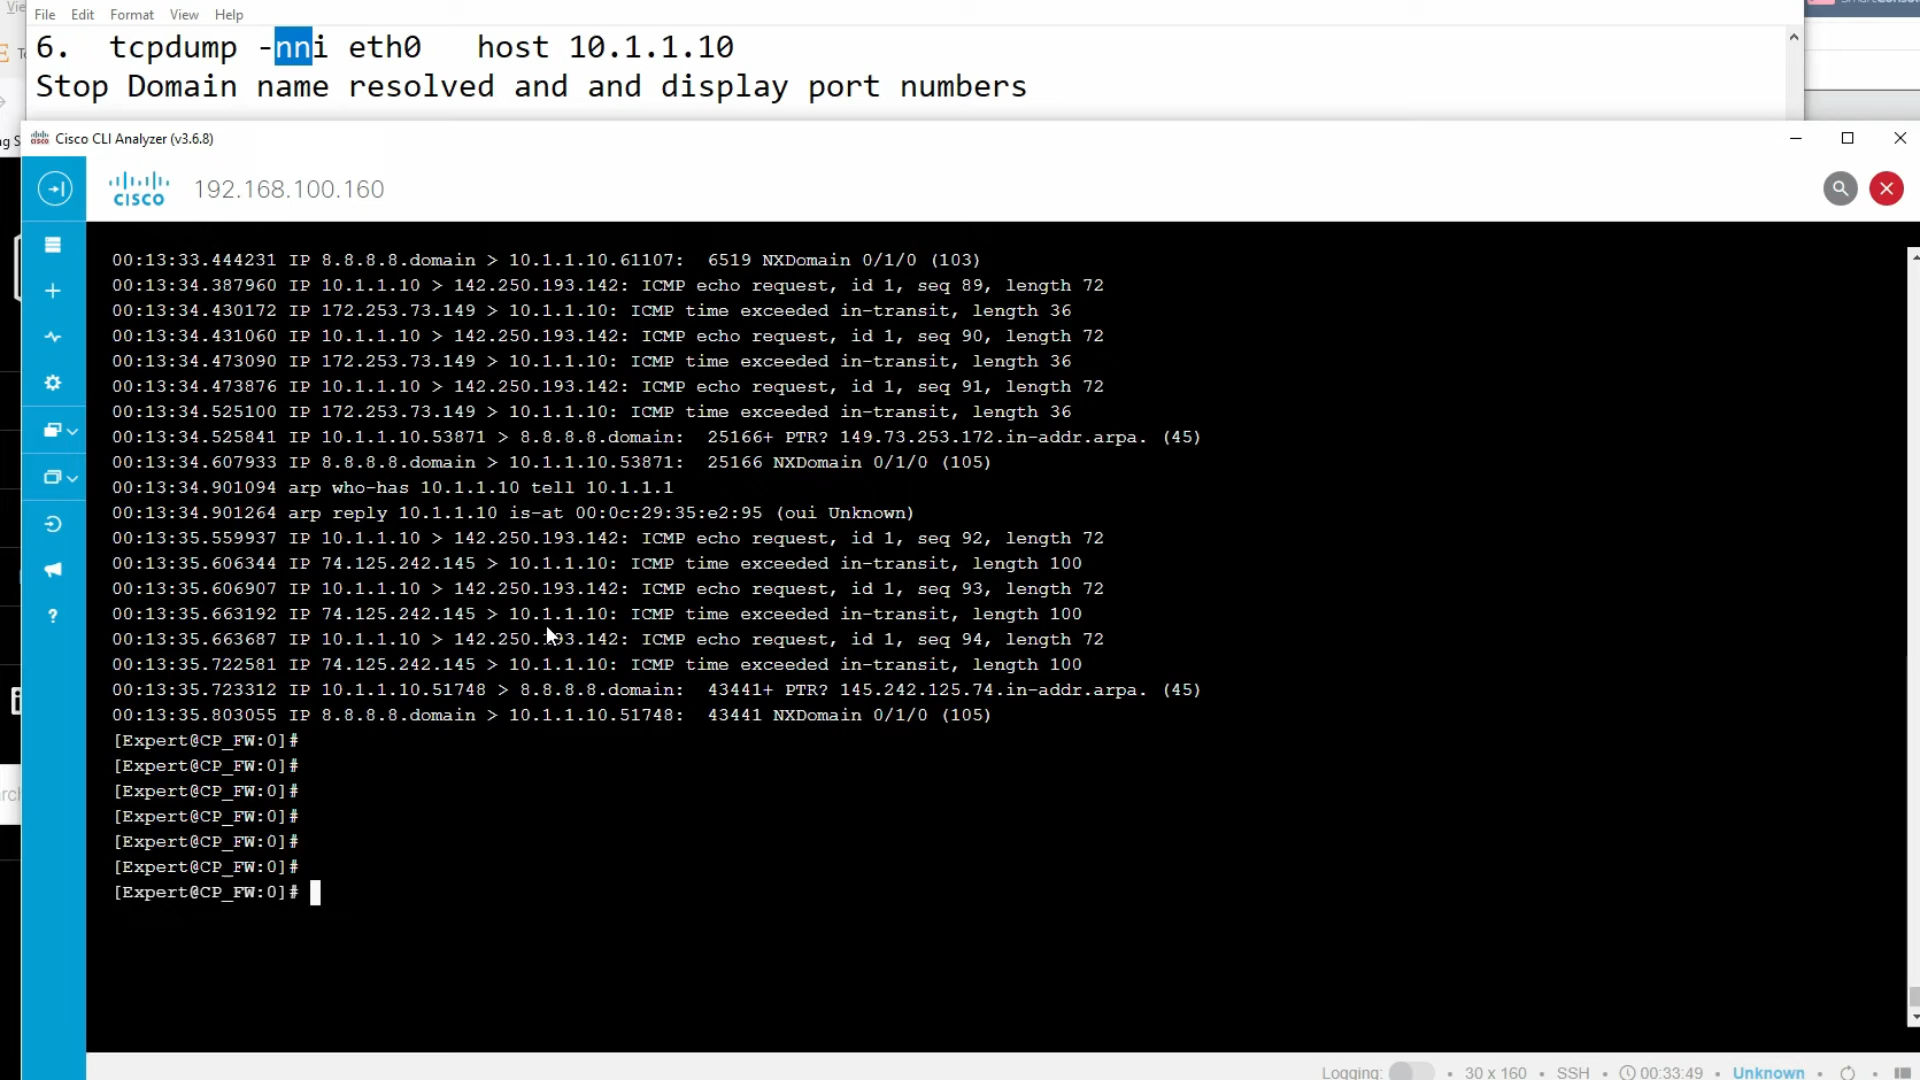 File Edit Format View Help
6. tcpdump -nni eth0 host 10.1.1.10
Stop Domain name resolved and and display port numbers
Cisco CLI Analyzer (v3.6.8)
CISCO 192.168.100.160
00:13:33.444231 IP 8.8.8.8.domain > 10.1.1.10.61107: 6519 NXDomain 0/1/0 (103)
00:13:34.387960 IP 10.1.1.10 > 142.250.193.142: ICMP echo request, id 1, seq 89, length 72
00:13:34.430172 IP 172.253.73.149 > 10.1.1.10: ICMP time exceeded in-transit, length 36
00:13:34.431060 IP 10.1.1.10 > 142.250.193.142: ICMP echo request, id 1, seq 90, length 72
00:13:34.473090 IP 172.253.73.149 > 10.1.1.10: ICMP time exceeded in-transit, length 36
00:13:34.473876 IP 10.1.1.10 > 142.250.193.142: ICMP echo request, id 1, seq 91, length 72
00:13:34.525100 IP 172.253.73.149 > 10.1.1.10: ICMP time exceeded in-transit, length 36
00:13:34.525841 IP 10.1.1.10.53871 > 8.8.8.8.domain: 25166+ PTR? 149.73.253.172.in-addr.arpa. (45)
00:13:34.607933 IP 8.8.8.8.domain > 10.1.1.10.53871: 25166 NXDomain 0/1/0 (105)
00:13:34.901094 arp who-has 10.1.1.10 tell 10.1.1.1
00:13:34.901264 arp reply 10.1.1.10 is-at 00:0c:29:35:e2:95 (oui Unknown)
00:13:35.559937 IP 10.1.1.10 > 142.250.193.142: ICMP echo request, id 1, seq 92, length 72
00:13:35.606344 IP 74.125.242.145 > 10.1.1.10: ICMP time exceeded in-transit, length 100
00:13:35.606907 IP 10.1.1.10 > 142.250.193.142: ICMP echo request, id 1, seq 93, length 72
00:13:35.663192 IP 74.125.242.145 > 10.1.1.10: ICMP time exceeded in-transit, length 100
00:13:35.663687 IP 10.1.1.10 > 142.250.193.142: ICMP echo request, id 1, seq 94, length 72
00:13:35.722581 IP 74.125.242.145 > 10.1.1.10: ICMP time exceeded in-transit, length 100
00:13:35.723312 IP 10.1.1.10.51748 > 8.8.8.8.domain: 43441+ PTR? 145.242.125.74.in-addr.arpa. (45)
00:13:35.803055 IP 8.8.8.8.domain > 10.1.1.10.51748: 43441 NXDomain 0/1/0 (105)
[Expert@CP_FW:0]#
[Expert@CP_FW:0]#
[Expert@CP_FW:0]#
[Expert@CP_FW:0]#
[Expert@CP_FW:0]#
[Expert@CP_FW:0]#
[Expert@CP_FW:0]#
Logging: • 30 x 160 • SSH • 00:33:49 • Unknown •